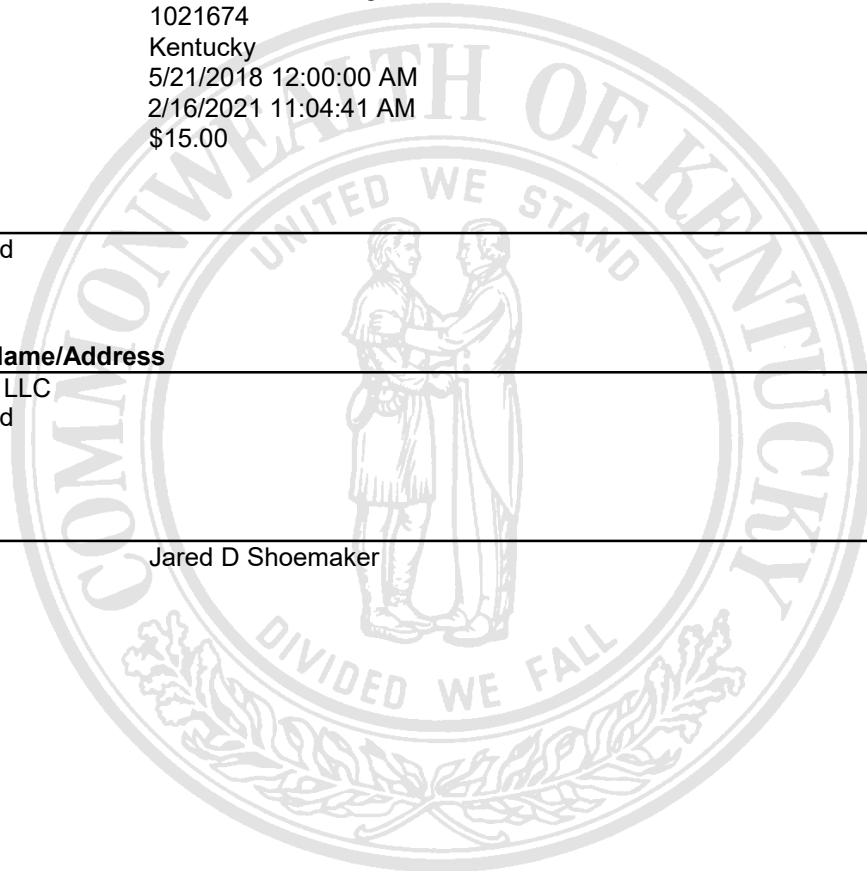 1021674
Kentucky
5/21/2018 12:00:00 AM
2/16/2021 11:04:41 AM
$15.00
COMMONWEALTH OF KENTUCKY
UNITED WE STAND
d
ame/Address
LLC
d
Jared D Shoemaker
DIVIDED WE FALL